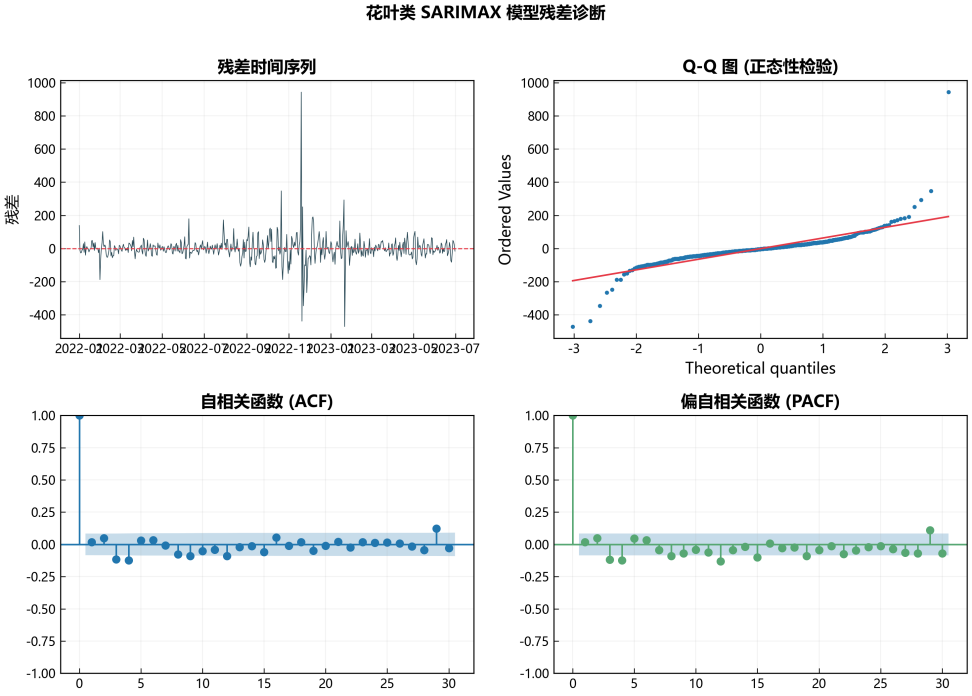 花叶类 SARIMAX 模型残差诊断
残差时间序列
1000
800
600
400
200
0
-200
-400
残差
2022-01 2022-03 2022-05 2022-07 2022-09 2022-11 2023-01 2023-03 2023-05 2023-07
Q-Q 图 (正态性检验)
1000
800
600
400
200
0
-200
-400
Ordered Values
-3 -2 -1 0 1 2 3
Theoretical quantiles
自相关函数 (ACF)
1.00
0.75
0.50
0.25
0.00
-0.25
-0.50
-0.75
-1.00
0 5 10 15 20 25 30
偏自相关函数 (PACF)
1.00
0.75
0.50
0.25
0.00
-0.25
-0.50
-0.75
-1.00
0 5 10 15 20 25 30